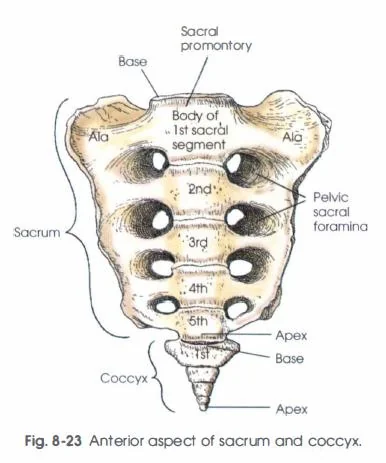 Sacral
promontory
Base
Body of
1st sacral
segment
Ala
Ala
2nd
Pelvic
sacral
foramina
Sacrum
3rd
4th
5th
Apex
1st
Base
Coccyx
Apex
Fig. 8-23 Anterior aspect of sacrum and coccyx.